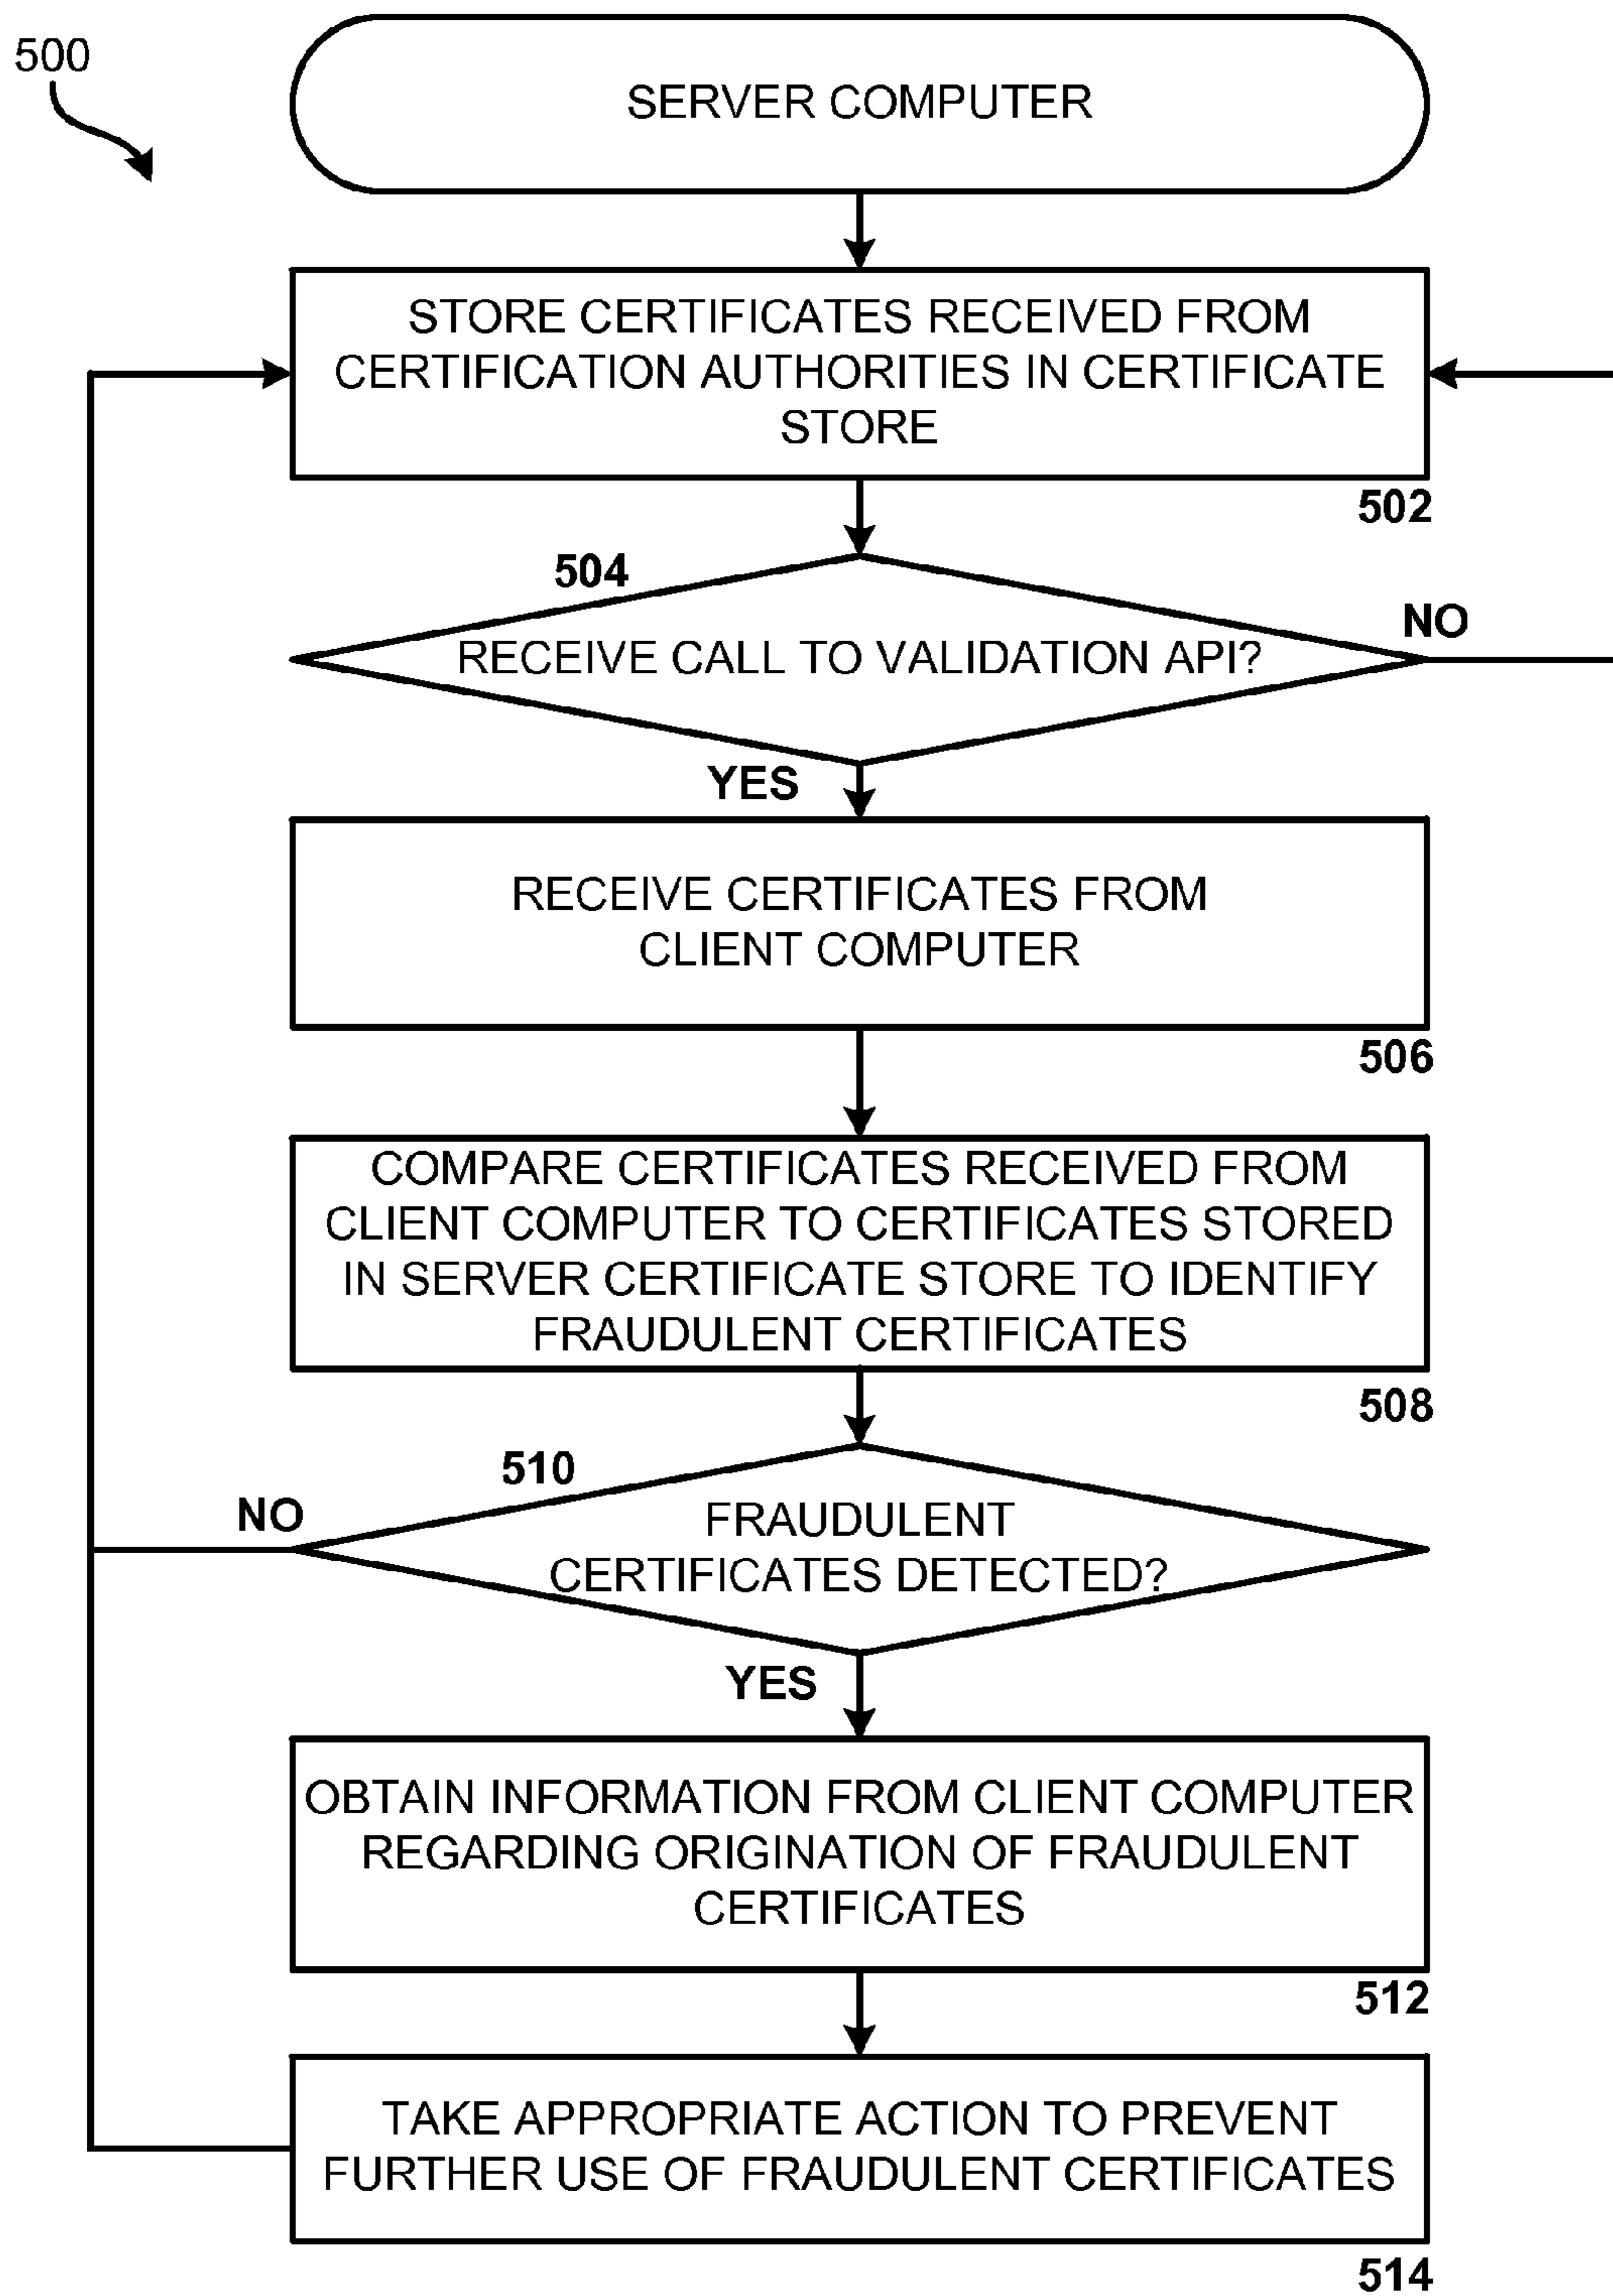 500
SERVER COMPUTER
STORE CERTIFICATES RECEIVED FROM
CERTIFICATION AUTHORITIES IN CERTIFICATE
STORE
502
504
RECEIVE CALL TO VALIDATION API?
NO
YES
RECEIVE CERTIFICATES FROM
CLIENT COMPUTER
506
COMPARE CERTIFICATES RECEIVED FROM
CLIENT COMPUTER TO CERTIFICATES STORED
IN SERVER CERTIFICATE STORE TO IDENTIFY
FRAUDULENT CERTIFICATES
508
510
NO
FRAUDULENT
CERTIFICATES DETECTED?
YES
OBTAIN INFORMATION FROM CLIENT COMPUTER
REGARDING ORIGINATION OF FRAUDULENT
CERTIFICATES
512
TAKE APPROPRIATE ACTION TO PREVENT
FURTHER USE OF FRAUDULENT CERTIFICATES
514